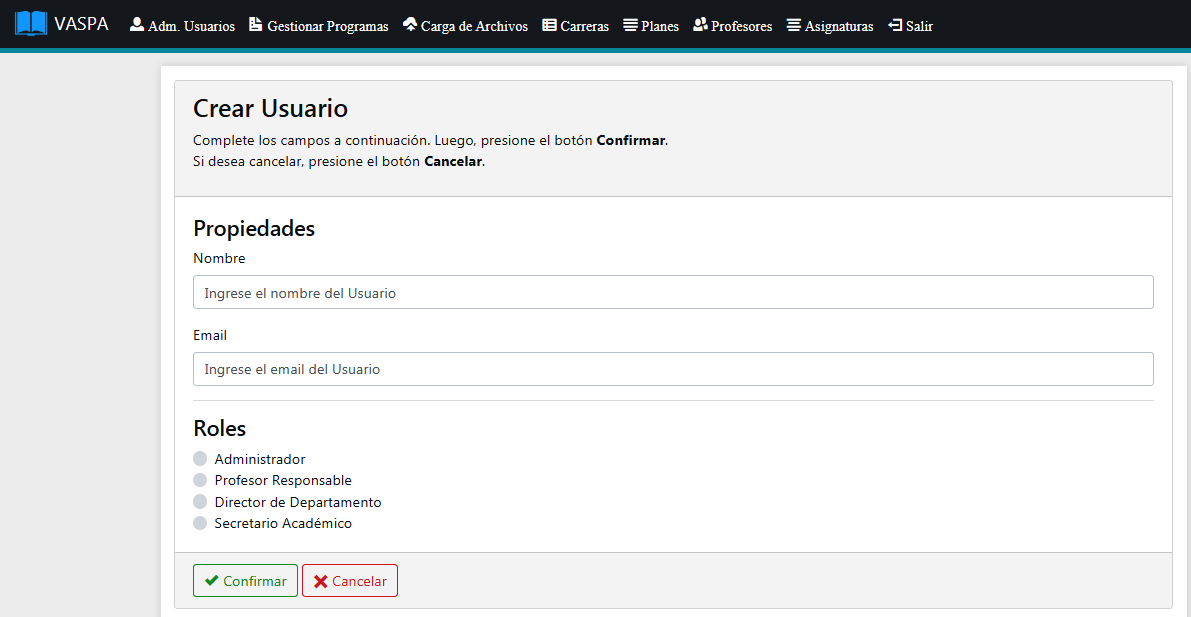 VASPA Adm. Usuarios Gestionar Programas Carga de Archivos Carreras Planes Profesores Asignaturas Salir
Crear Usuario
Complete los campos a continuación. Luego, presione el botón Confirmar.
Si desea cancelar, presione el botón Cancelar.
Propiedades
Nombre
Ingrese el nombre del Usuario
Email
Ingrese el email del Usuario
Roles
Administrador
Profesor Responsable
Director de Departamento
Secretario Académico
Confirmar Cancelar